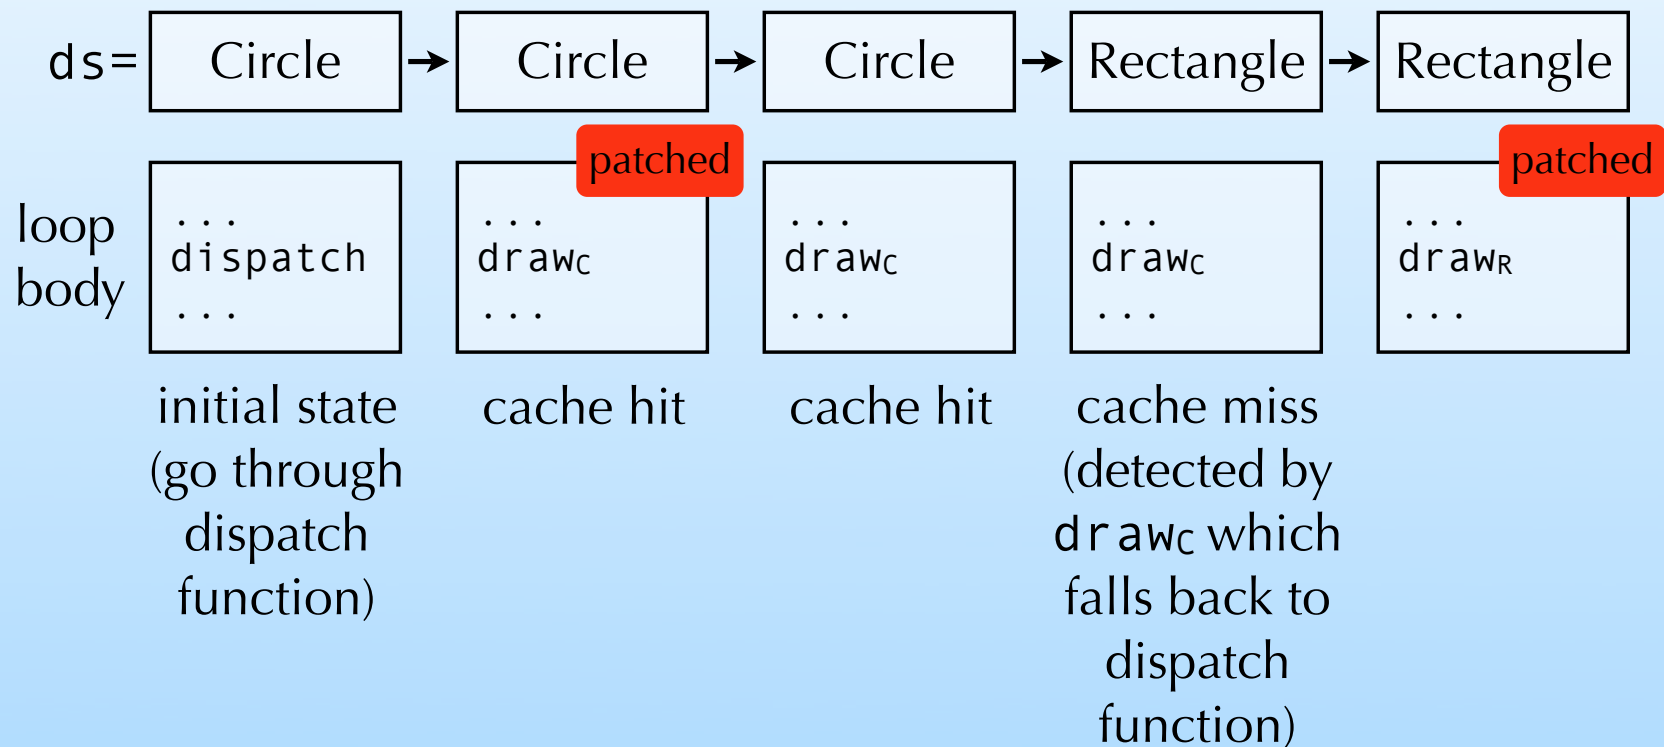 ds= Circle Circle Circle Rectangle Rectangle
patched patched
loop body
... ... ... ... ...
dispatch drawC drawC drawC drawR
... ... ... ... ...
initial state (go through dispatch function)
cache hit
cache hit
cache miss (detected by drawC which falls back to dispatch function)